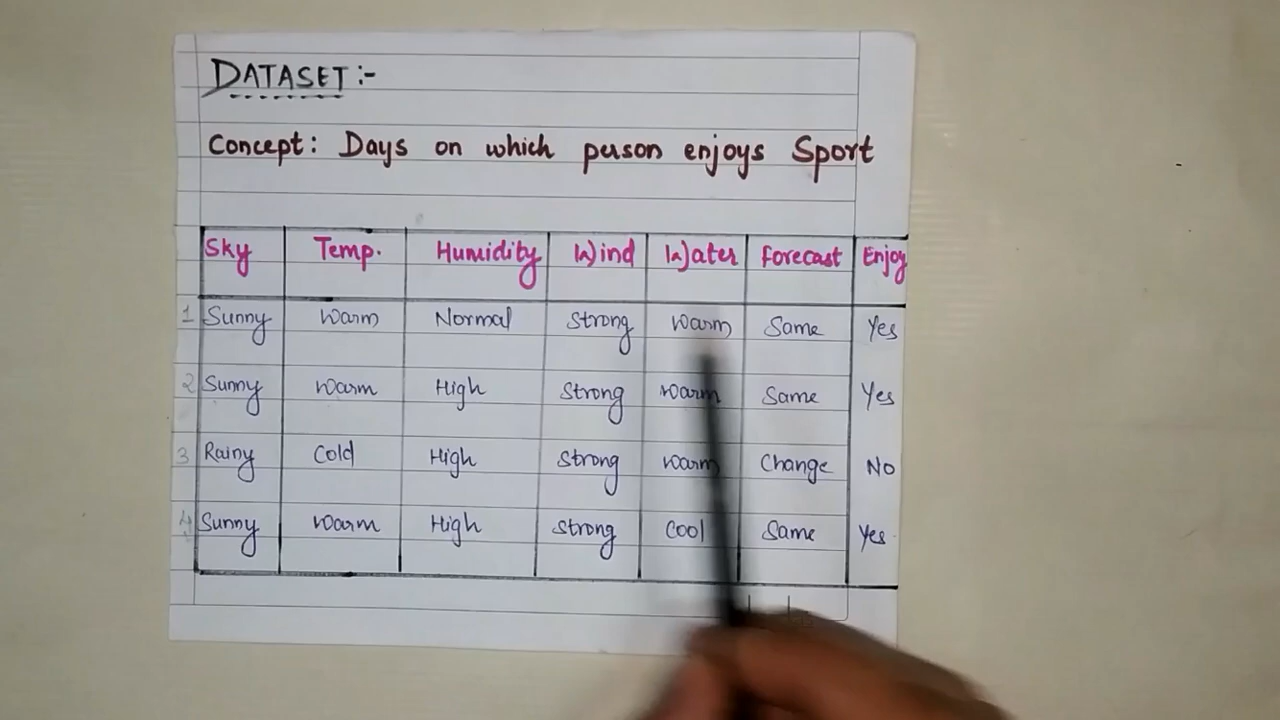 DATASET:-
Concept: Days on which person enjoys Sport
Sky Temp. Humidity Wind Water Forecast Enjoy
1 Sunny Warm Normal Strong Warm Same Yes
2 Sunny Warm High Strong Warm Same Yes
3 Rainy Cold High Strong Warm Change No
4 Sunny Warm High Strong Cool Same Yes